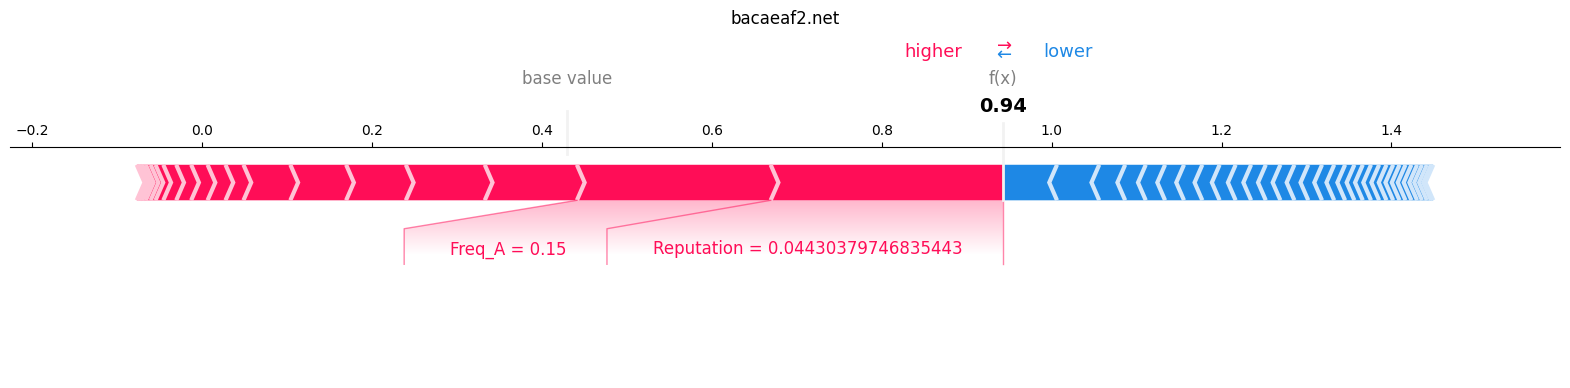 bacaeaf2.net
higher ⇄ lower
base value f(x)
0.94
−0.2 0.0 0.2 0.4 0.6 0.8 1.0 1.2 1.4
Freq_A = 0.15 Reputation = 0.04430379746835443